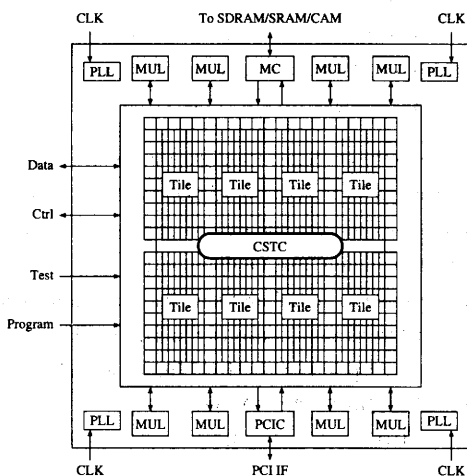 To SDRAM/SRAM/CAM
CLK
CLK
PLL
MUL
MUL
MC
MUL
MUL
PLL
Data
Ctrl
Test
Program
Tile
Tile
Tile
Tile
CSTC
Tile
Tile
Tile
Tile
PLL
MUL
MUL
PCIC
MUL
MUL
PLL
CLK
PCI IF
CLK